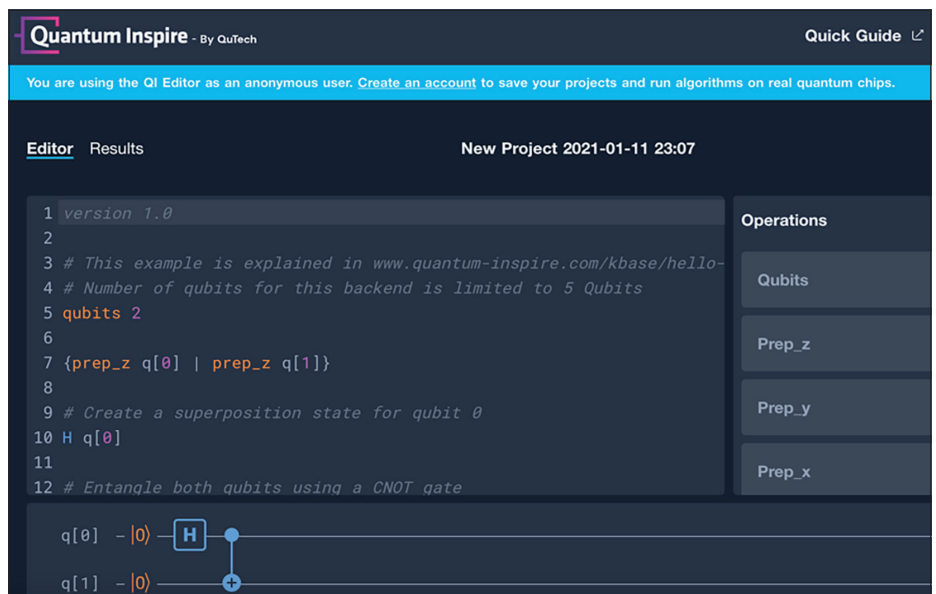 Quantum Inspire - By QuTech
Quick Guide
You are using the QI Editor as an anonymous user. Create an account to save your projects and run algorithms on real quantum chips.
Editor Results
New Project 2021-01-11 23:07
1 version 1.0
2
3 # This example is explained in www.quantum-inspire.com/kbase/hello-
4 # Number of qubits for this backend is limited to 5 Qubits
5 qubits 2
6
7 {prep_z q[0] | prep_z q[1]}
8
9 # Create a superposition state for qubit 0
10 H q[0]
11
12 # Entangle both qubits using a CNOT gate
Operations
Qubits
Prep_z
Prep_y
Prep_x
q[0] |0⟩ H
q[1] |0⟩